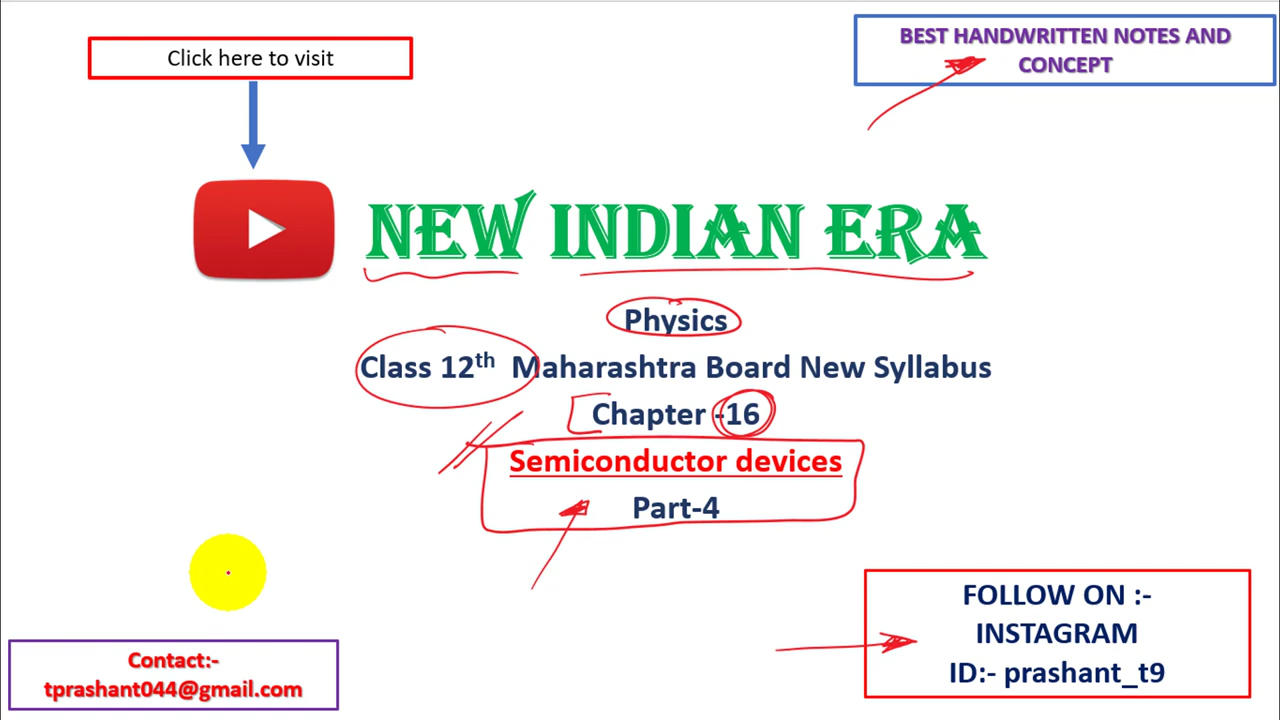 Click here to visit
BEST HANDWRITTEN NOTES AND
CONCEPT
NEW INDIAN ERA
Physics
Class 12th Maharashtra Board New Syllabus
Chapter -16
Semiconductor devices
Part-4
Contact:-
tprashant044@gmail.com
FOLLOW ON :-
INSTAGRAM
ID:- prashant_t9